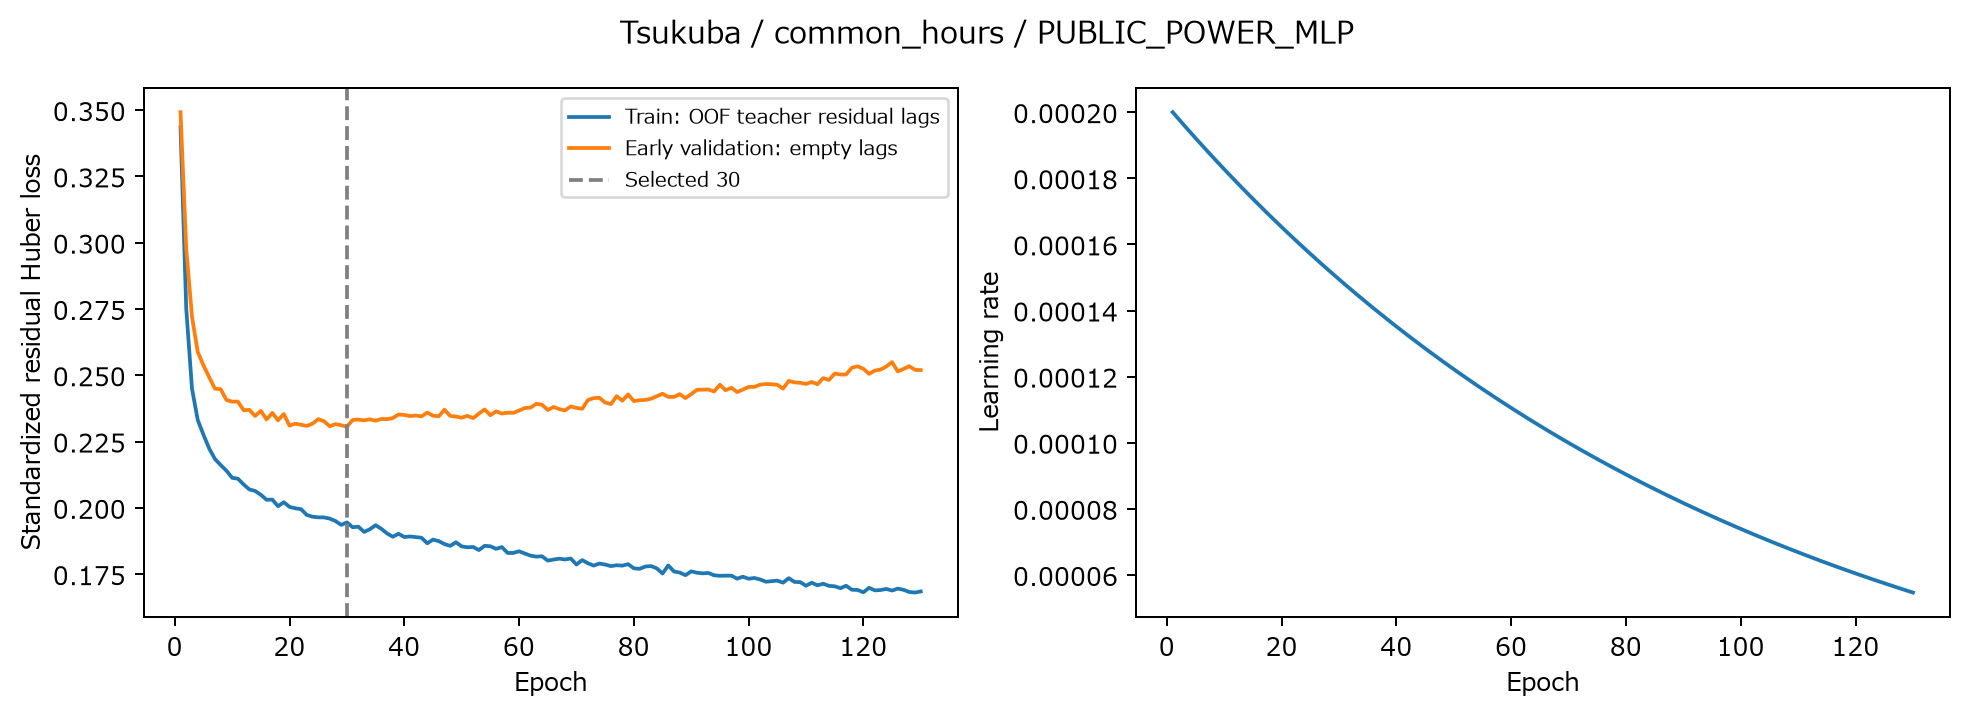 Tsukuba / common_hours / PUBLIC_POWER_MLP
Standardized residual Huber loss
0.350
0.325
0.300
0.275
0.250
0.225
0.200
0.175
Train: OOF teacher residual lags
Early validation: empty lags
Selected 30
0 20 40 60 80 100 120
Epoch
Learning rate
0.00020
0.00018
0.00016
0.00014
0.00012
0.00010
0.00008
0.00006
0 20 40 60 80 100 120
Epoch